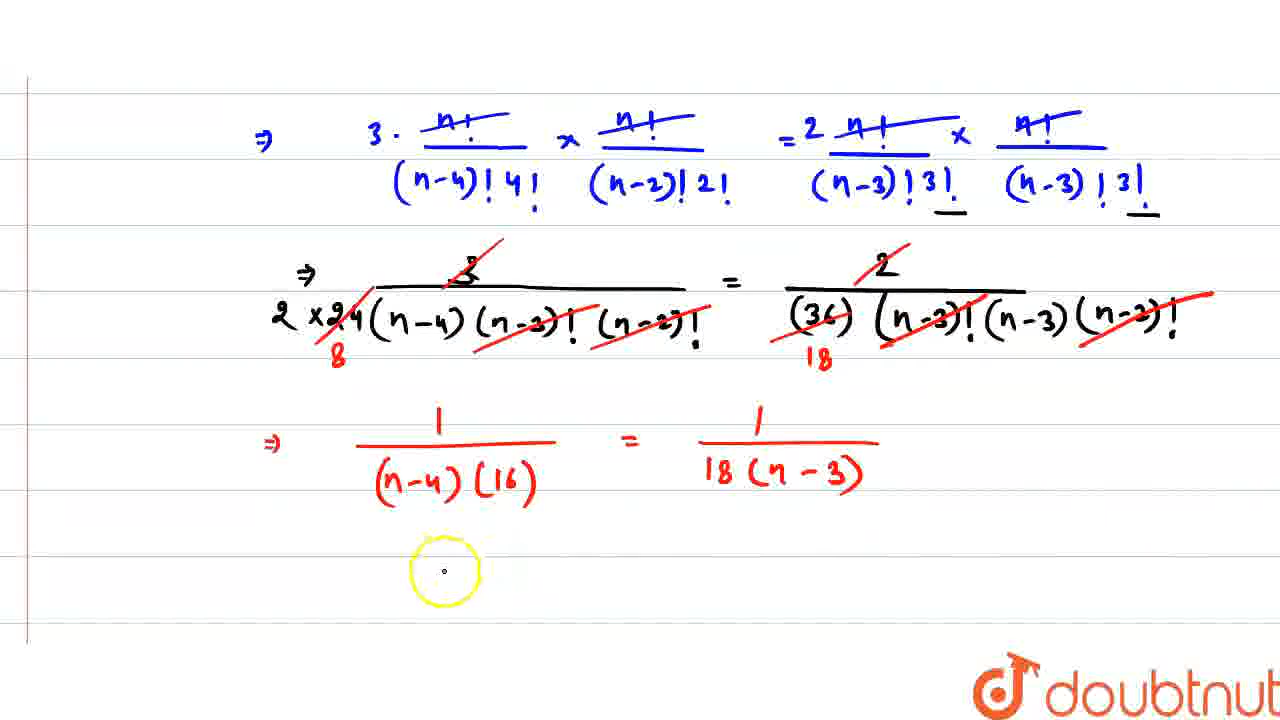 ⇒ 3 · n! / (n-4)! 4! × n! / (n-2)! 2! = 2 n! / (n-3)! 3! × n! / (n-3)! 3!
⇒ 3 / 2 × 24 (n-4) (n-3)! (n-2)! = 2 / (36) (n-3)! (n-3) (n-2)!
8 18
⇒ 1 / (n-4) (16) = 1 / 18 (n-3)
doubtnut